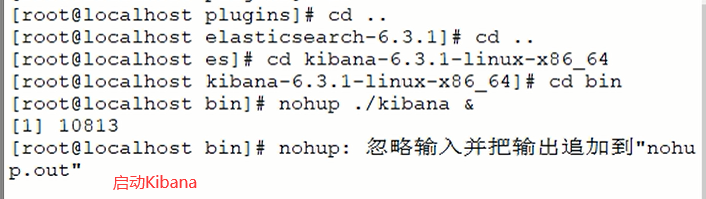 [root@localhost plugins]# cd ..
[root@localhost elasticsearch-6.3.1]# cd ..
[root@localhost es]# cd kibana-6.3.1-linux-x86_64
[root@localhost kibana-6.3.1-linux-x86_64]# cd bin
[root@localhost bin]# nohup ./kibana &
[1] 10813
[root@localhost bin]# nohup: 忽略输入并把输出追加到"nohu
p.out"
启动Kibana